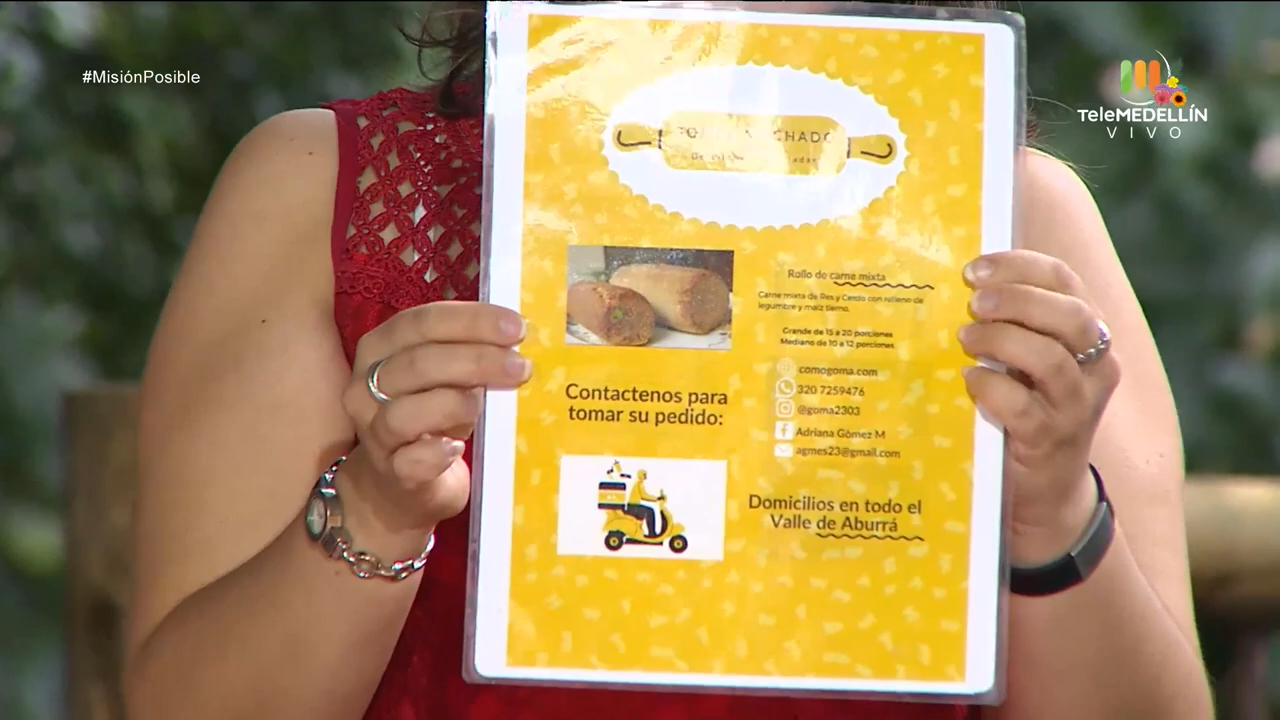 #MisiónPosible
TeleMEDELLÍN
VIVO
CHADO
Rollo de carne mixta
Carne mixta de Res y Cerdo con relleno de
legumbre y maiz tierno.
Grande de 15 a 20 porciones
Mediano de 10 a 12 porciones
comogoma.com
320 7259476
@goma2303
Adriana Gómez M
agmes23@gmail.com
Contactenos para
tomar su pedido:
Domicilios en todo el
Valle de Aburrá